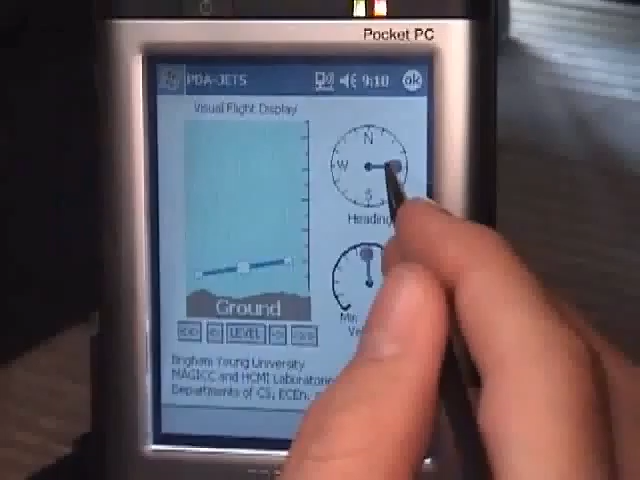 Pocket PC
PDA-JETS
9:10
ok
Visual Flight Display
N
W
S
Heading
Min
Ground
LEVEL
Brigham Young University
MAGICC and HCMI Laboratorie
Departments of CS, ECEn,